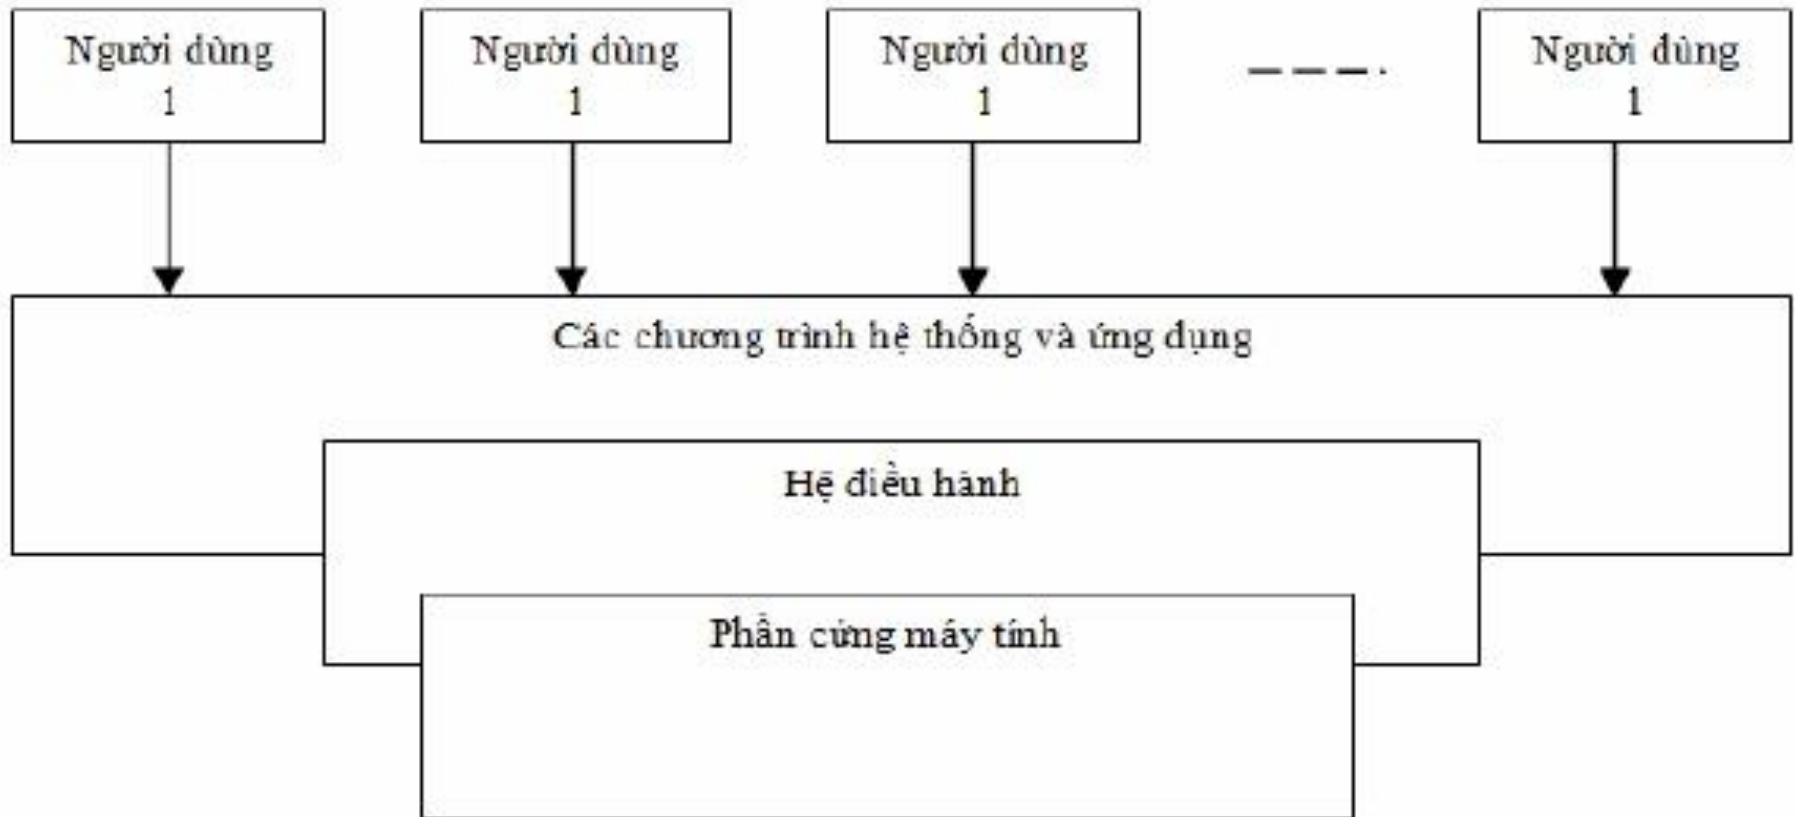 Người dùng
1
Người dùng
1
Người dùng
1
Người dùng
1
Các chương trình hệ thống và ứng dụng
Hệ điều hành
Phần cứng máy tính